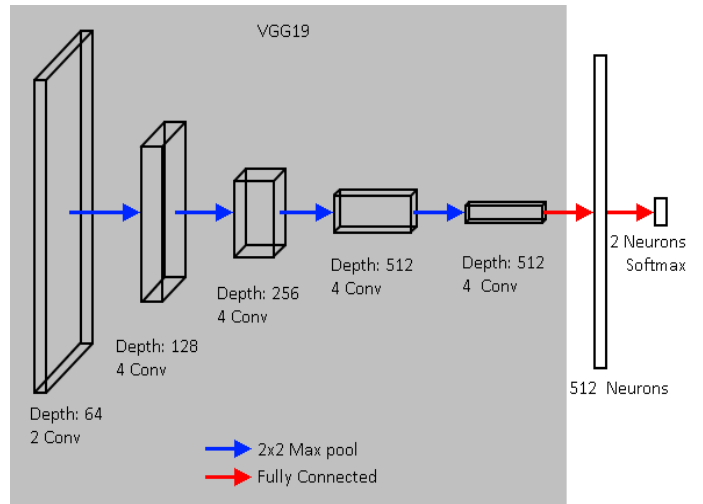 VGG19
2 Neurons
Softmax
Depth: 512
4 Conv
Depth: 512
4 Conv
Depth: 256
4 Conv
Depth: 128
4 Conv
512 Neurons
Depth: 64
2 Conv
2x2 Max pool
Fully Connected